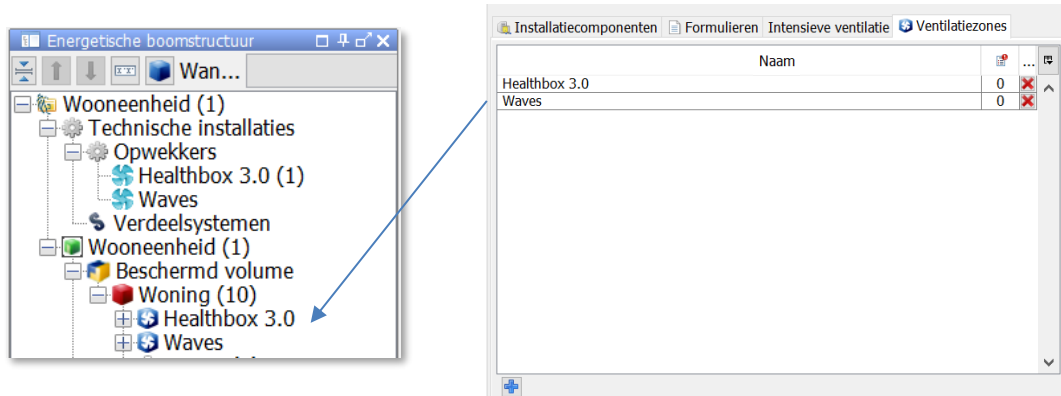 Energetische boomstructuur
Wan...
Wooneenheid (1)
Technische installaties
Opwekkers
Healthbox 3.0 (1)
Waves
Verdeelsystemen
Wooneenheid (1)
Beschermd volume
Woning (10)
Healthbox 3.0
Waves
Installatiecomponenten Formulieren Intensieve ventilatie Ventilatiezones
Naam ...
Healthbox 3.0 0
Waves 0